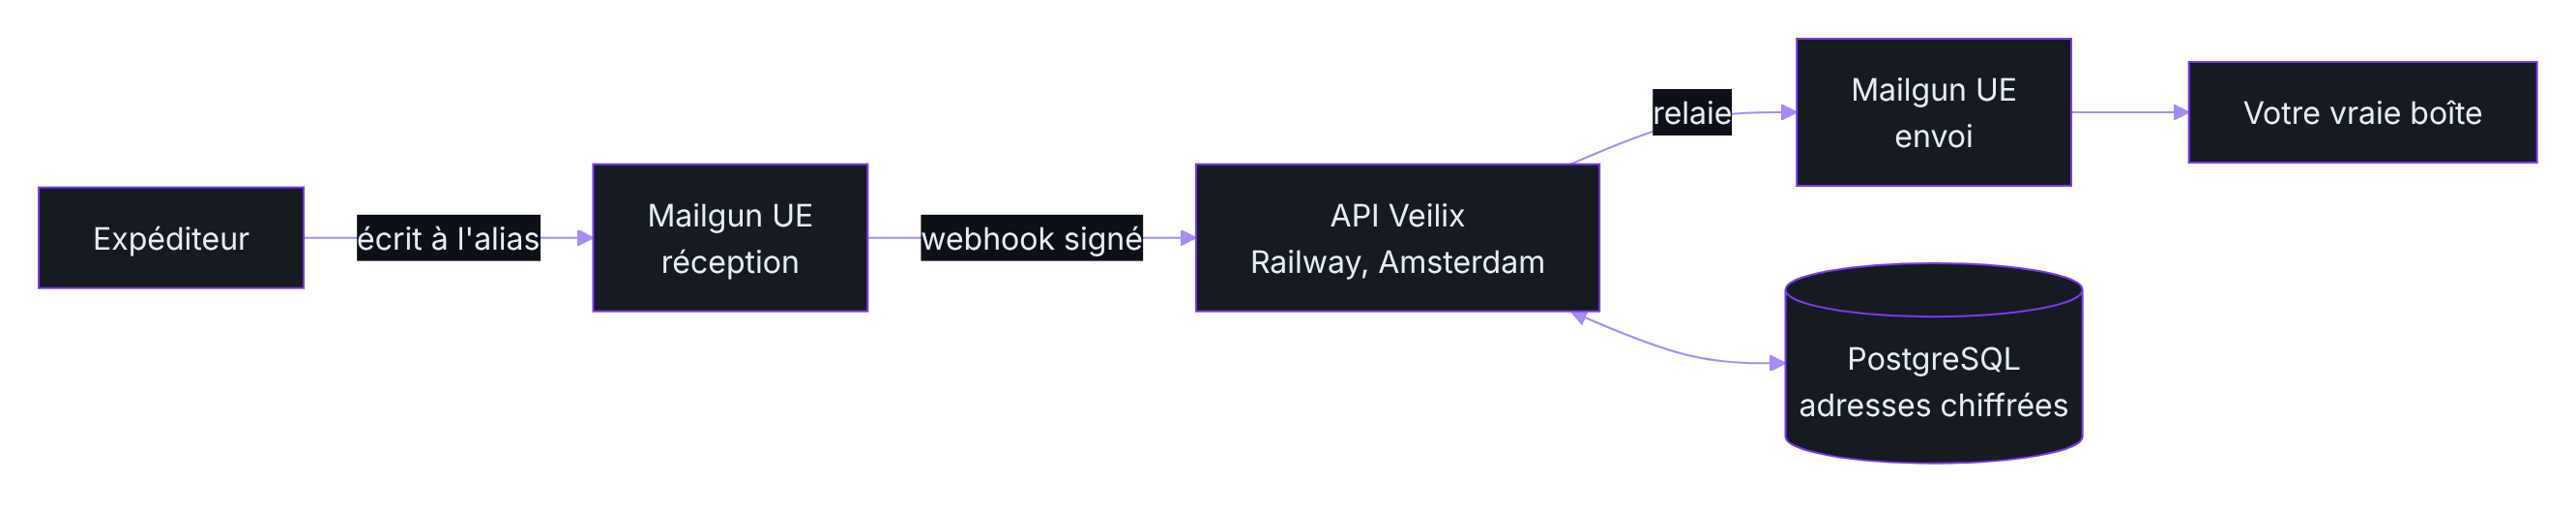 Expéditeur
écrit à l'alias
Mailgun UE
réception
webhook signé
API Veilix
Railway, Amsterdam
relaie
Mailgun UE
envoi
Votre vraie boîte
PostgreSQL
adresses chiffrées